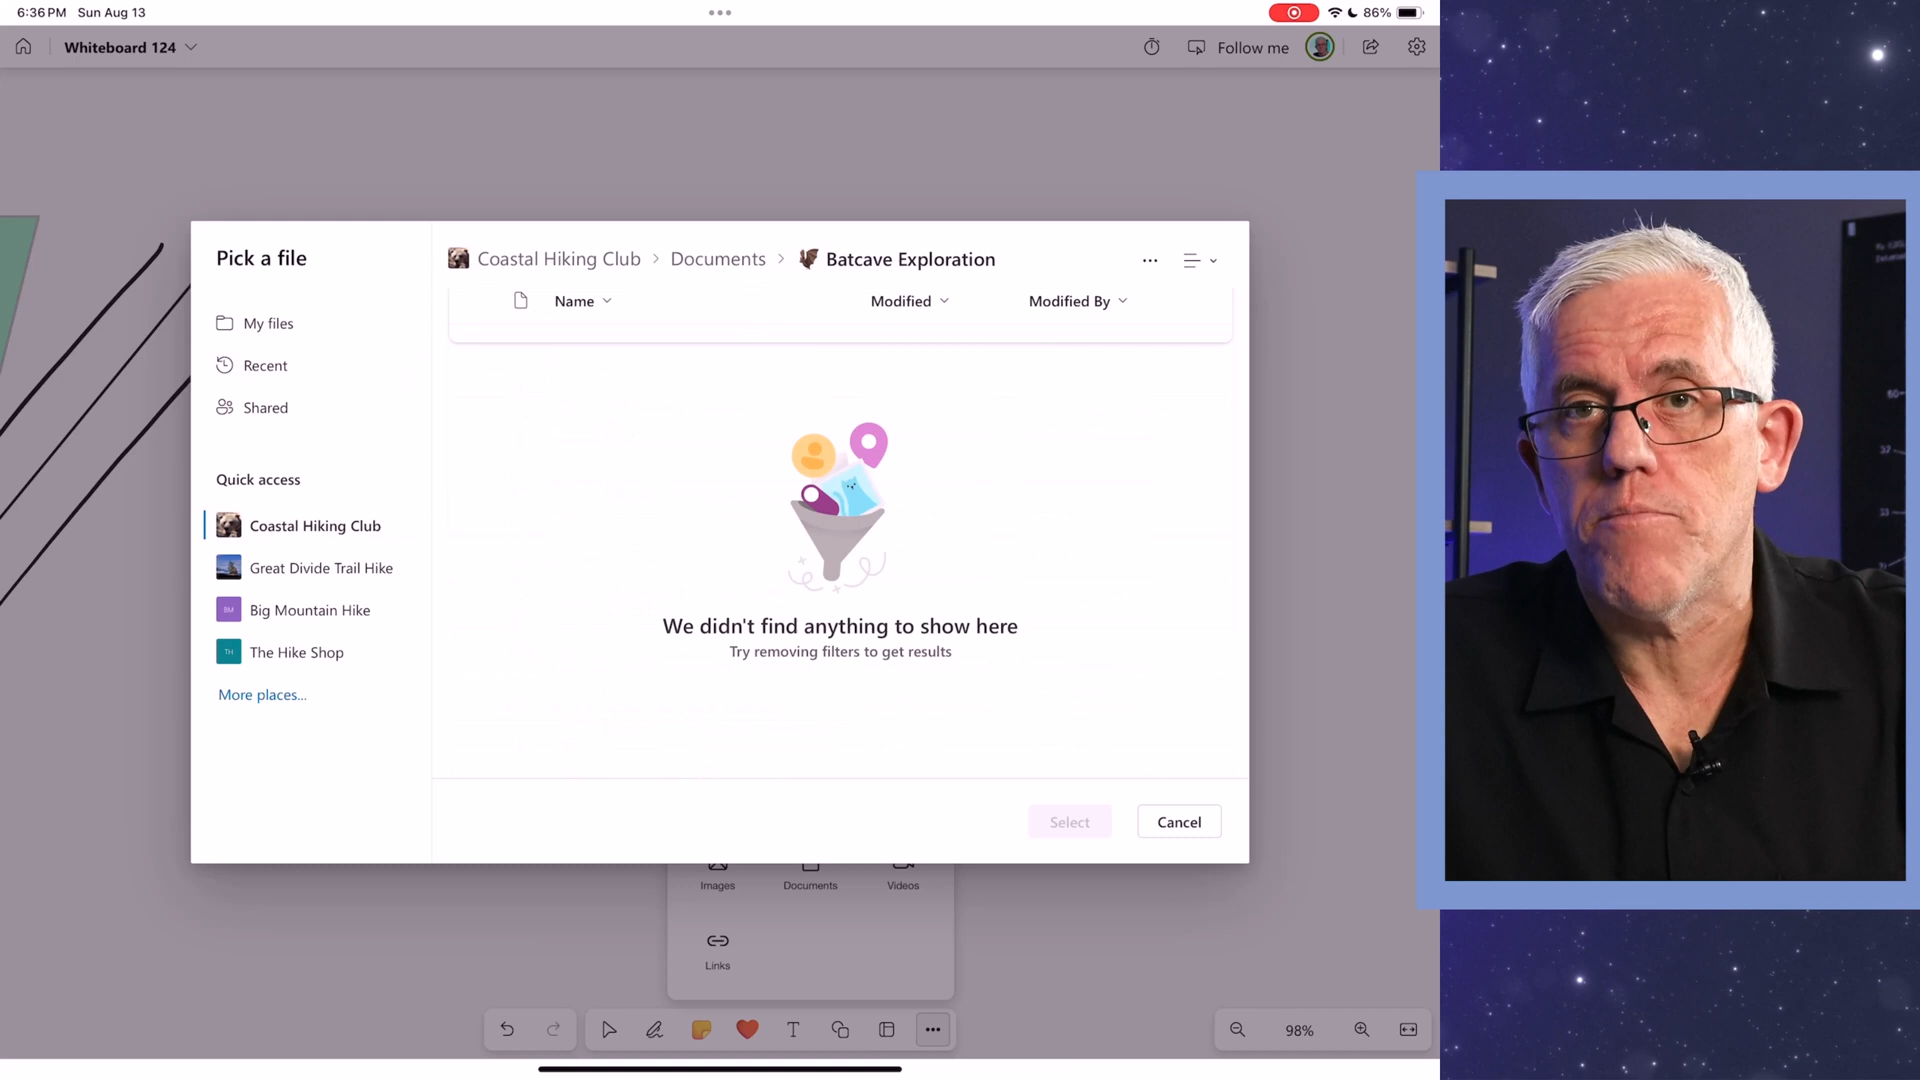 6:36 PM Sun Aug 13
86%
Whiteboard 124
Follow me
Pick a file
Coastal Hiking Club > Documents > Batcave Exploration
Name
Modified
Modified By
My files
Recent
Shared
Quick access
Coastal Hiking Club
Great Divide Trail Hike
BM
Big Mountain Hike
TH
The Hike Shop
More places...
We didn't find anything to show here
Try removing filters to get results
Select
Cancel
Images
Documents
Videos
Links
T
98%